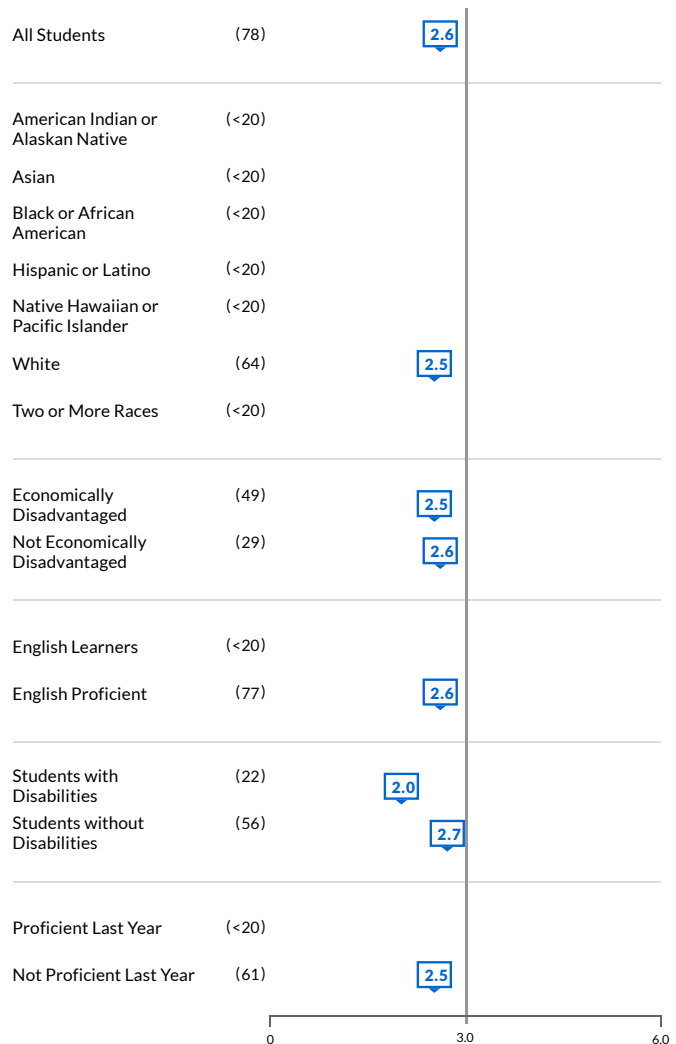 All Students (78) 2.6
American Indian or (<20)
Alaskan Native
Asian (<20)
Black or African (<20)
American
Hispanic or Latino (<20)
Native Hawaiian or (<20)
Pacific Islander
White (64) 2.5
Two or More Races (<20)
Economically (49) 2.5
Disadvantaged
Not Economically (29) 2.6
Disadvantaged
English Learners (<20)
English Proficient (77) 2.6
Students with (22) 2.0
Disabilities
Students without (56) 2.7
Disabilities
Proficient Last Year (<20)
Not Proficient Last Year (61) 2.5
0 3.0 6.0